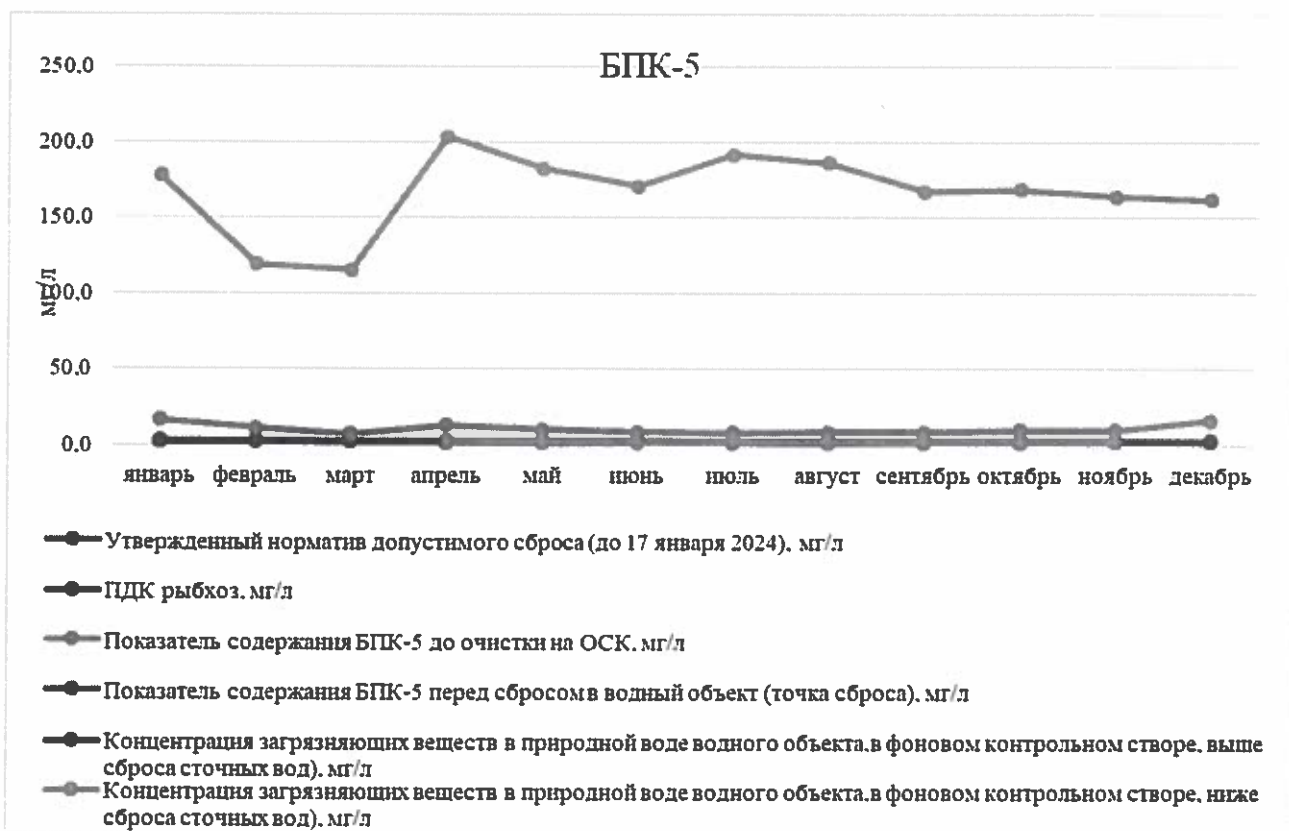 БПК-5
250.0
200.0
150.0
100.0
50.0
0.0
мг/л
январь февраль март апрель май июнь июль август сентябрь октябрь ноябрь декабрь
Утвержденный норматив допустимого сброса (до 17 января 2024), мг/л
ПДК рыбхоз, мг/л
Показатель содержания БПК-5 до очистки на ОСК, мг/л
Показатель содержания БПК-5 перед сбросом в водный объект (точка сброса), мг/л
Концентрация загрязняющих веществ в природной воде водного объекта,в фоновом контрольном створе, выше
сброса сточных вод), мг/л
Концентрация загрязняющих веществ в природной воде водного объекта,в фоновом контрольном створе, ниже
сброса сточных вод), мг/л